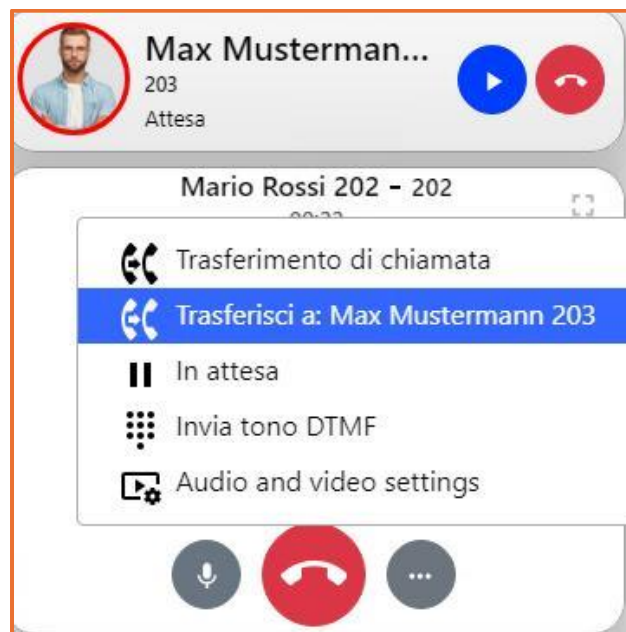 Max Musterman...
203
Attesa
Mario Rossi 202 - 202
Trasferimento di chiamata
Trasferisci a: Max Mustermann 203
In attesa
Invia tono DTMF
Audio and video settings